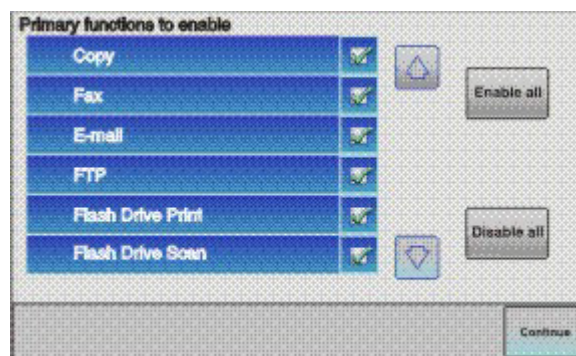 Primary functions to enable
Copy
Fax
E-mail
FTP
Flash Drive Print
Flash Drive Scan
Enable all
Disable all
Continue